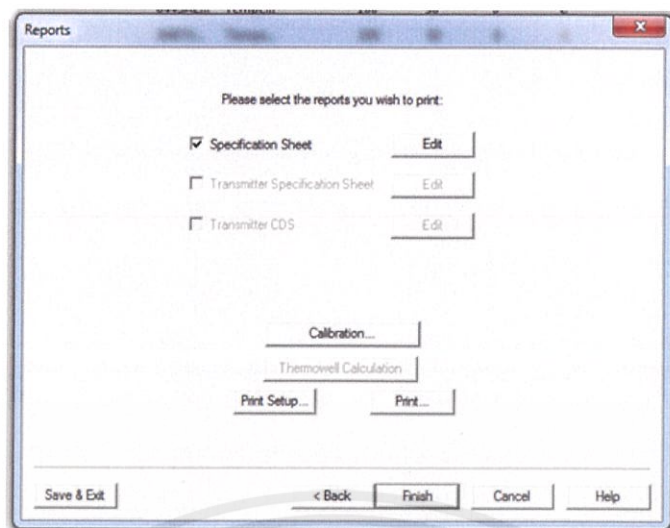 Reports
Please select the reports you wish to print:
Specification Sheet Edit
Transmitter Specification Sheet Edit
Transmitter CDS Edit
Calibration...
Thermowell Calculation
Print Setup... Print...
Save & Exit < Back Finish Cancel Help